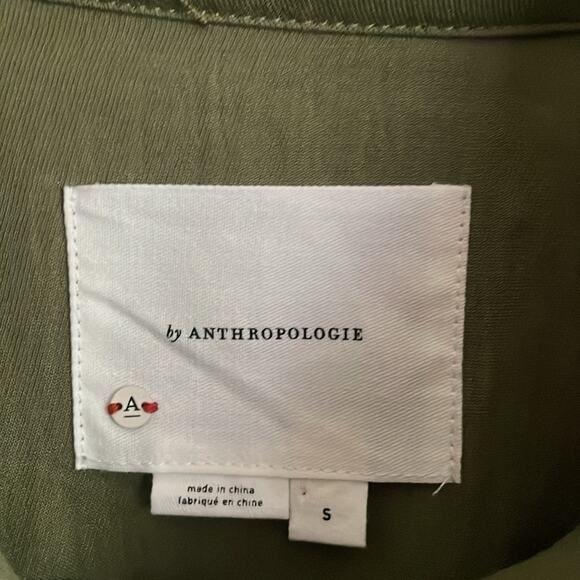 by ANTHROPOLOGIE
A
made in china
fabriqué en chine
S